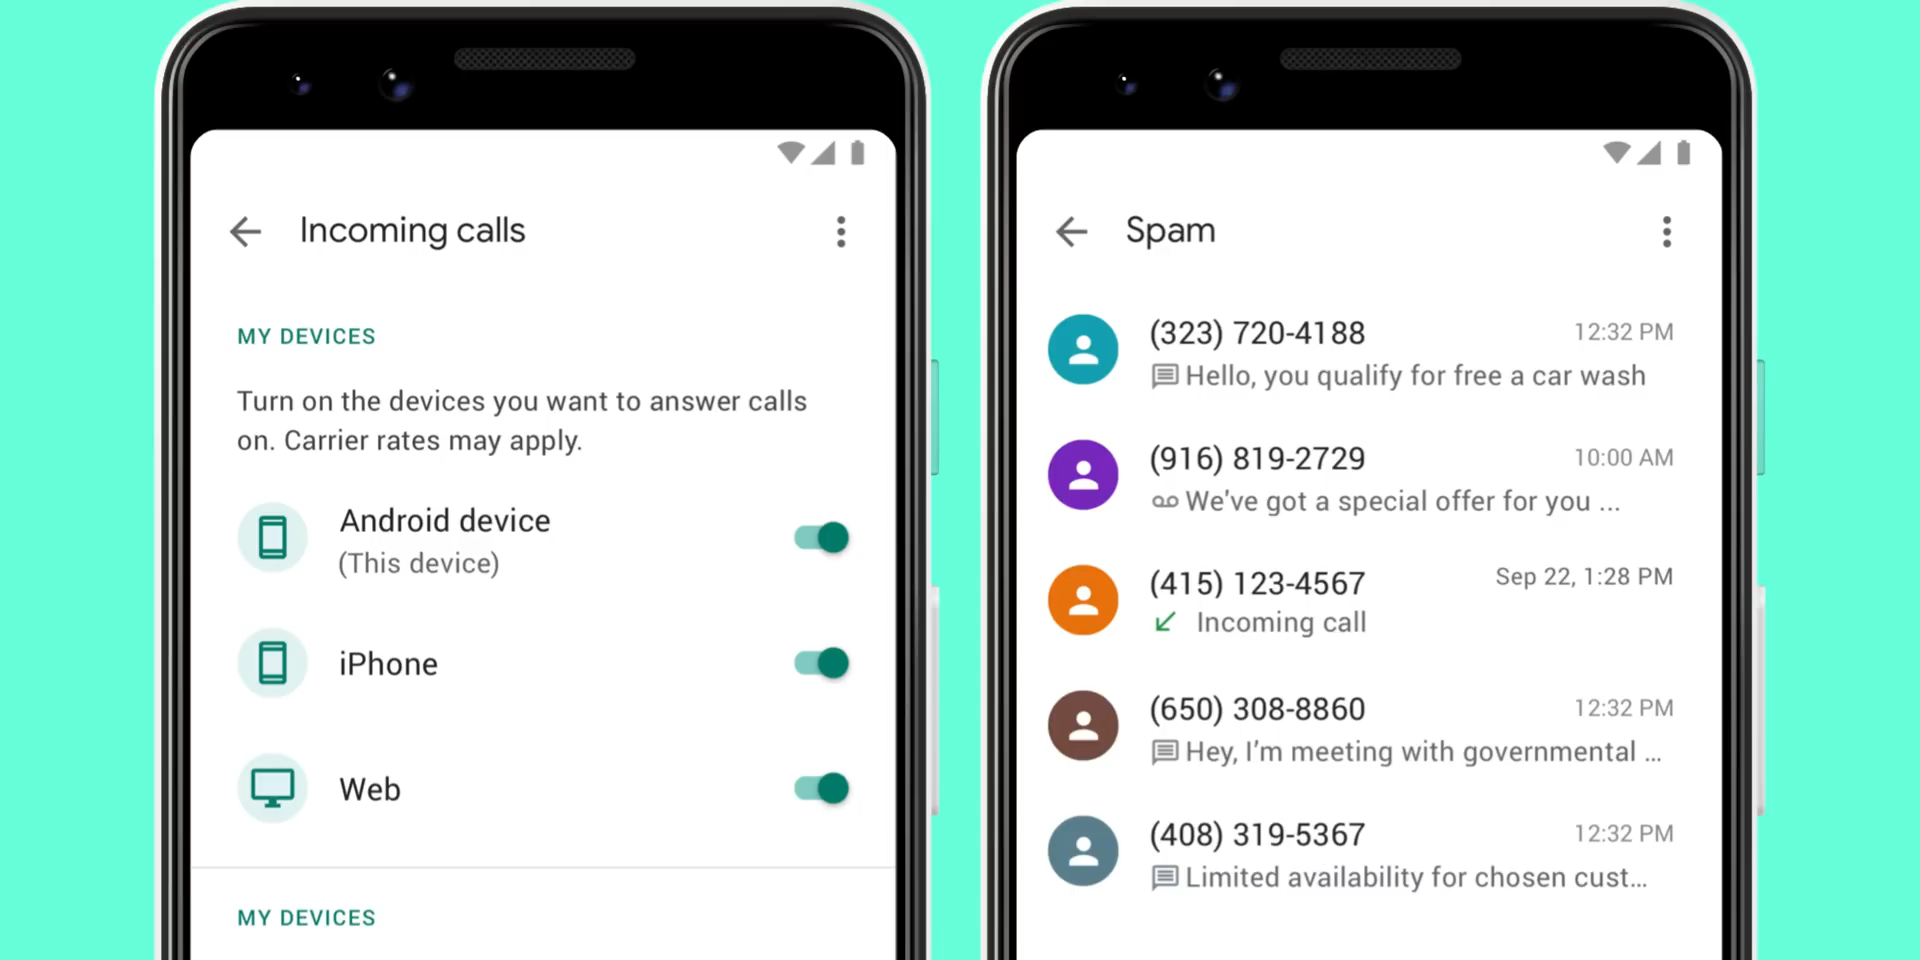 Incoming calls
MY DEVICES
Turn on the devices you want to answer calls
on. Carrier rates may apply.
Android device
(This device)
iPhone
Web
MY DEVICES
Spam
(323) 720-4188 12:32 PM
Hello, you qualify for free a car wash
(916) 819-2729 10:00 AM
We've got a special offer for you ...
(415) 123-4567 Sep 22, 1:28 PM
Incoming call
(650) 308-8860 12:32 PM
Hey, I’m meeting with governmental ...
(408) 319-5367 12:32 PM
Limited availability for chosen cust...